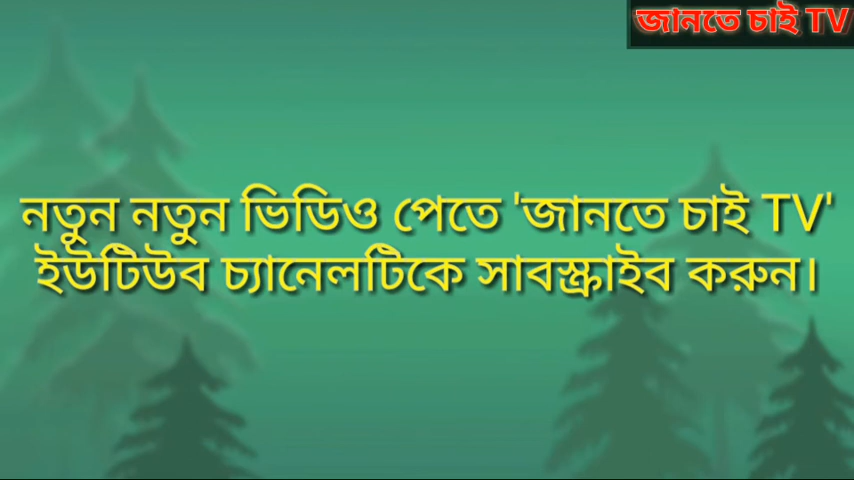 জানতে চাই TV
নতুন নতুন ভিডিও পেতে 'জানতে চাই TV'
ইউটিউব চ্যানেলটিকে সাবস্ক্রাইব করুন।